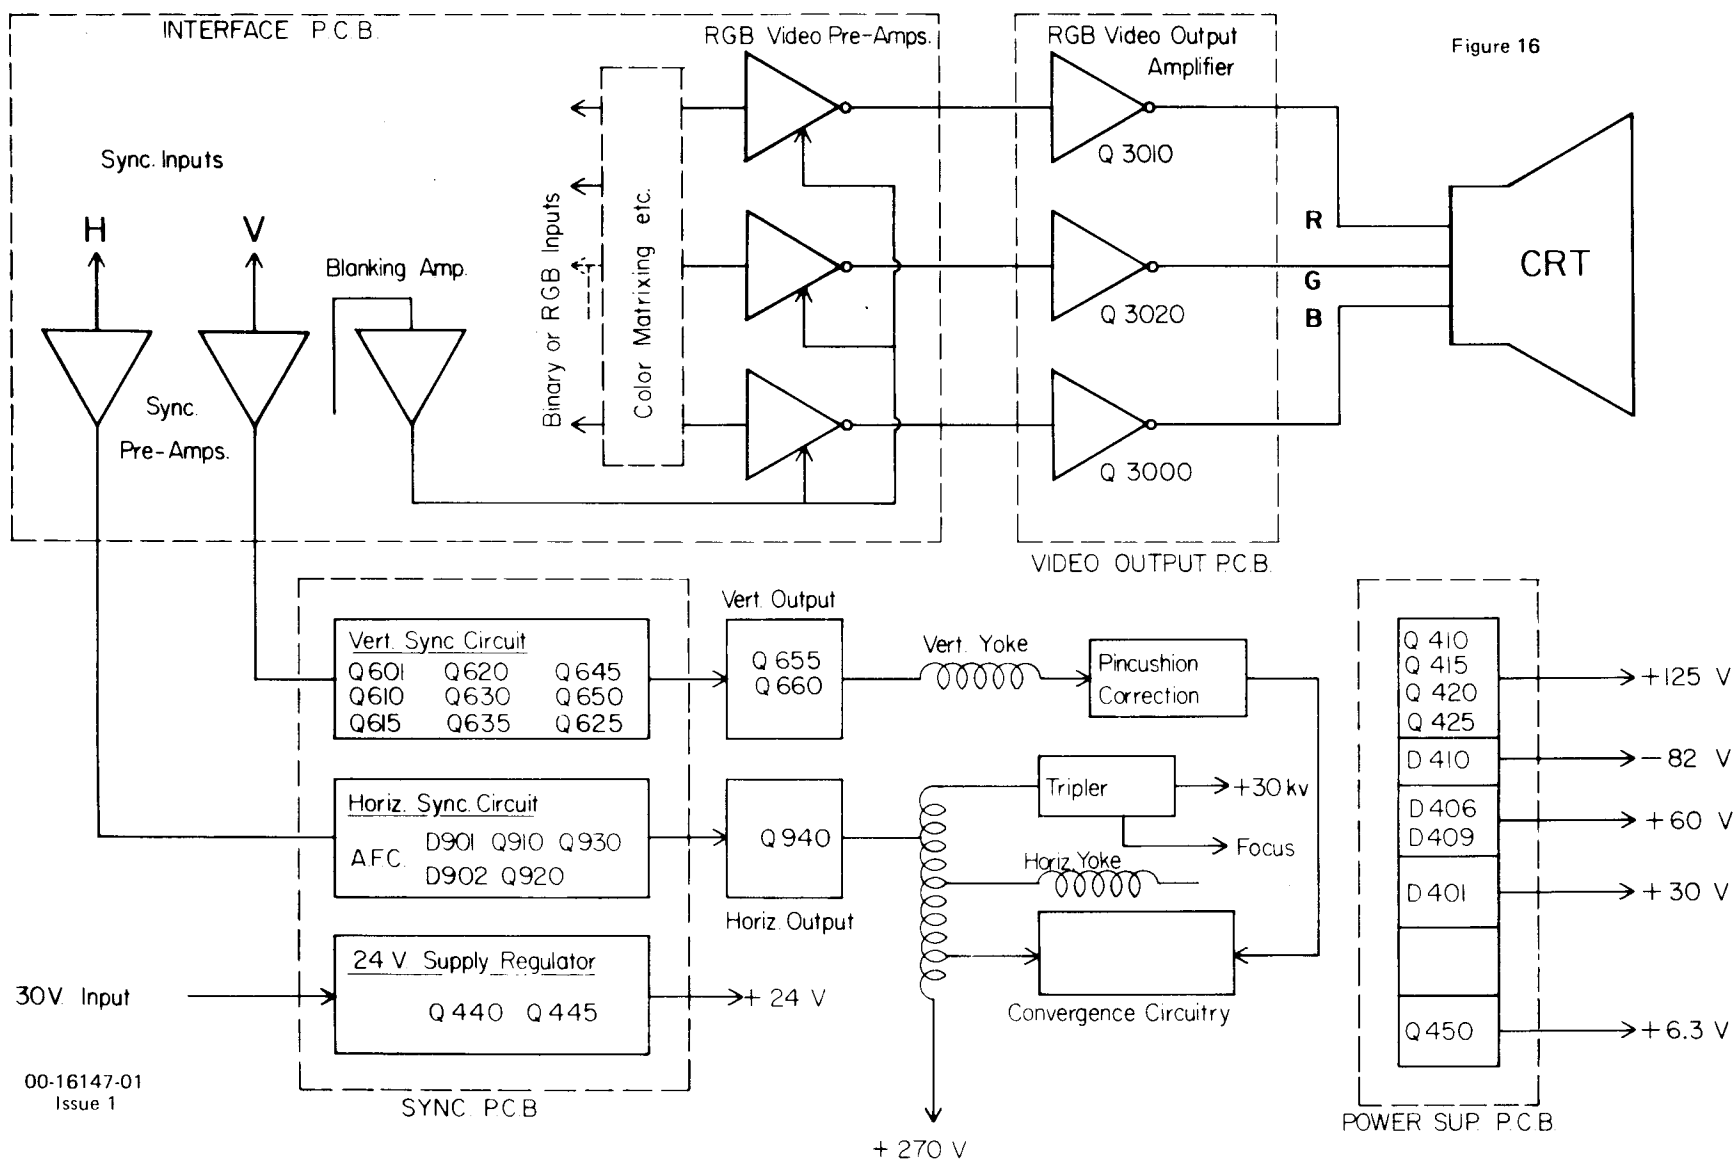 INTERFACE P.C.B.
RGB Video Pre-Amps.
RGB Video Output
Amplifier
Figure 16
Sync. Inputs
H
V
Blanking Amp.
Sync.
Pre-Amps.
Binary or RGB Inputs
Color Matrixing etc.
Q 3010
Q 3020
Q 3000
R
G
B
CRT
VIDEO OUTPUT P.C.B.
Vert. Sync Circuit
Q601 Q620 Q645
Q610 Q630 Q650
Q615 Q635 Q625
Vert. Output
Q 655
Q 660
Vert. Yoke
Pincushion
Correction
Horiz. Sync. Circuit
A.F.C.
D901 Q910 Q930
D902 Q920
Q940
Horiz. Output
Tripler
+30 kv
Focus
Horiz. Yoke
Convergence Circuitry
+ 270 V
30V. Input
24 V. Supply Regulator
Q 440 Q 445
+ 24 V
SYNC. P.C.B
Q 410
Q 415
Q 420
Q 425
+125 V
D 410
- 82 V
D 406
D 409
+ 60 V
D 401
+ 30 V
Q 450
+6.3 V
POWER SUP. P.C.B.
00-16147-01
Issue 1